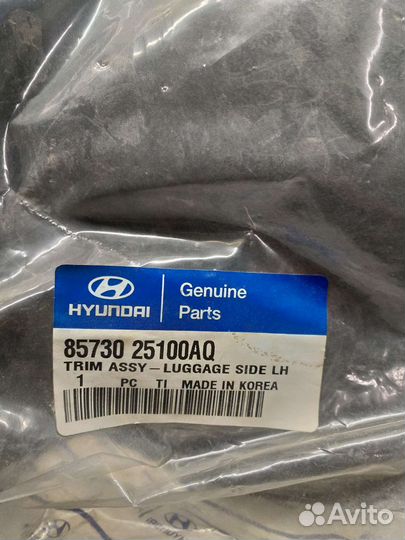 HYUNDAI
Genuine
Parts
85730 25100AQ
TRIM ASSY-LUGGAGE SIDE LH
1 PC TI MADE IN KOREA
Avito